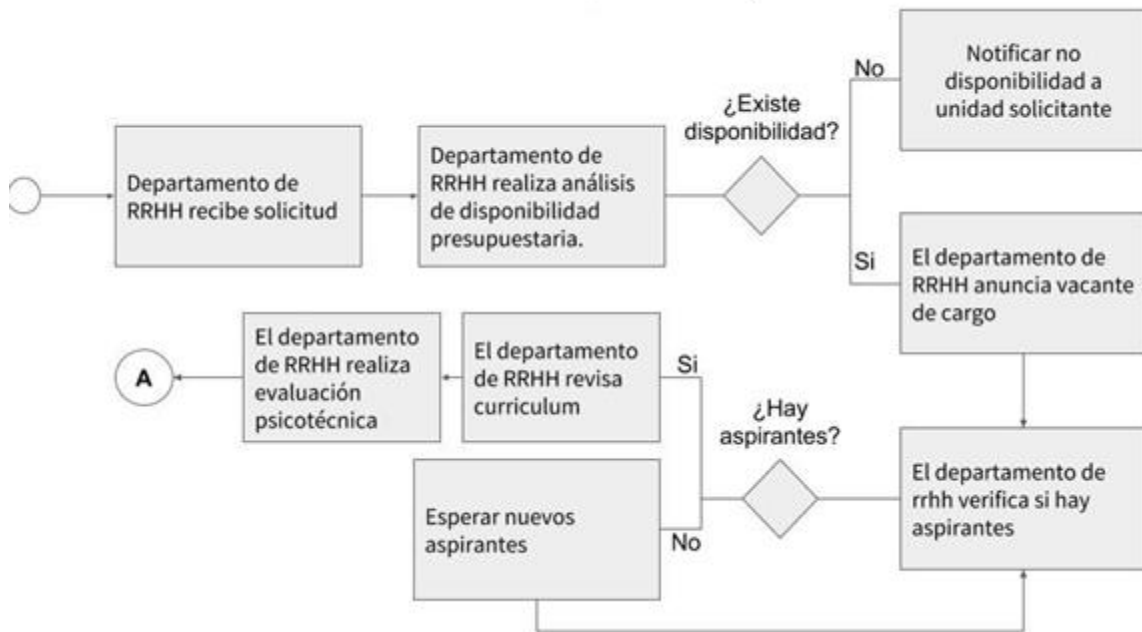 Departamento de
RRHH recibe solicitud
Departamento de
RRHH realiza análisis
de disponibilidad
presupuestaria.
¿Existe
disponibilidad?
No
Notificar no
disponibilidad a
unidad solicitante
Si
El departamento de
RRHH anuncia vacante
de cargo
El departamento de
rrhh verifica si hay
aspirantes
¿Hay
aspirantes?
Si
El departamento
de RRHH revisa
curriculum
El departamento
de RRHH realiza
evaluación
psicotécnica
A
No
Esperar nuevos
aspirantes